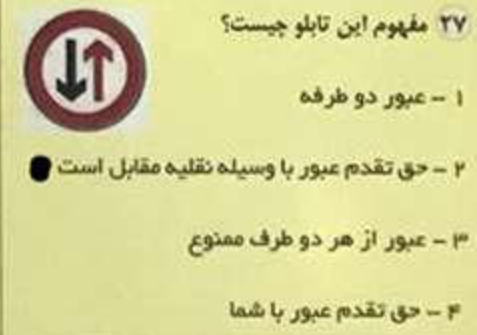 ۲۷ مفهوم این تابلو چیست؟
۱ - عبور دو طرفه
۲ - حق تقدم عبور با وسیله نقلیه مقابل است
۳ - عبور از هر دو طرف ممنوع
۴ - حق تقدم عبور با شما